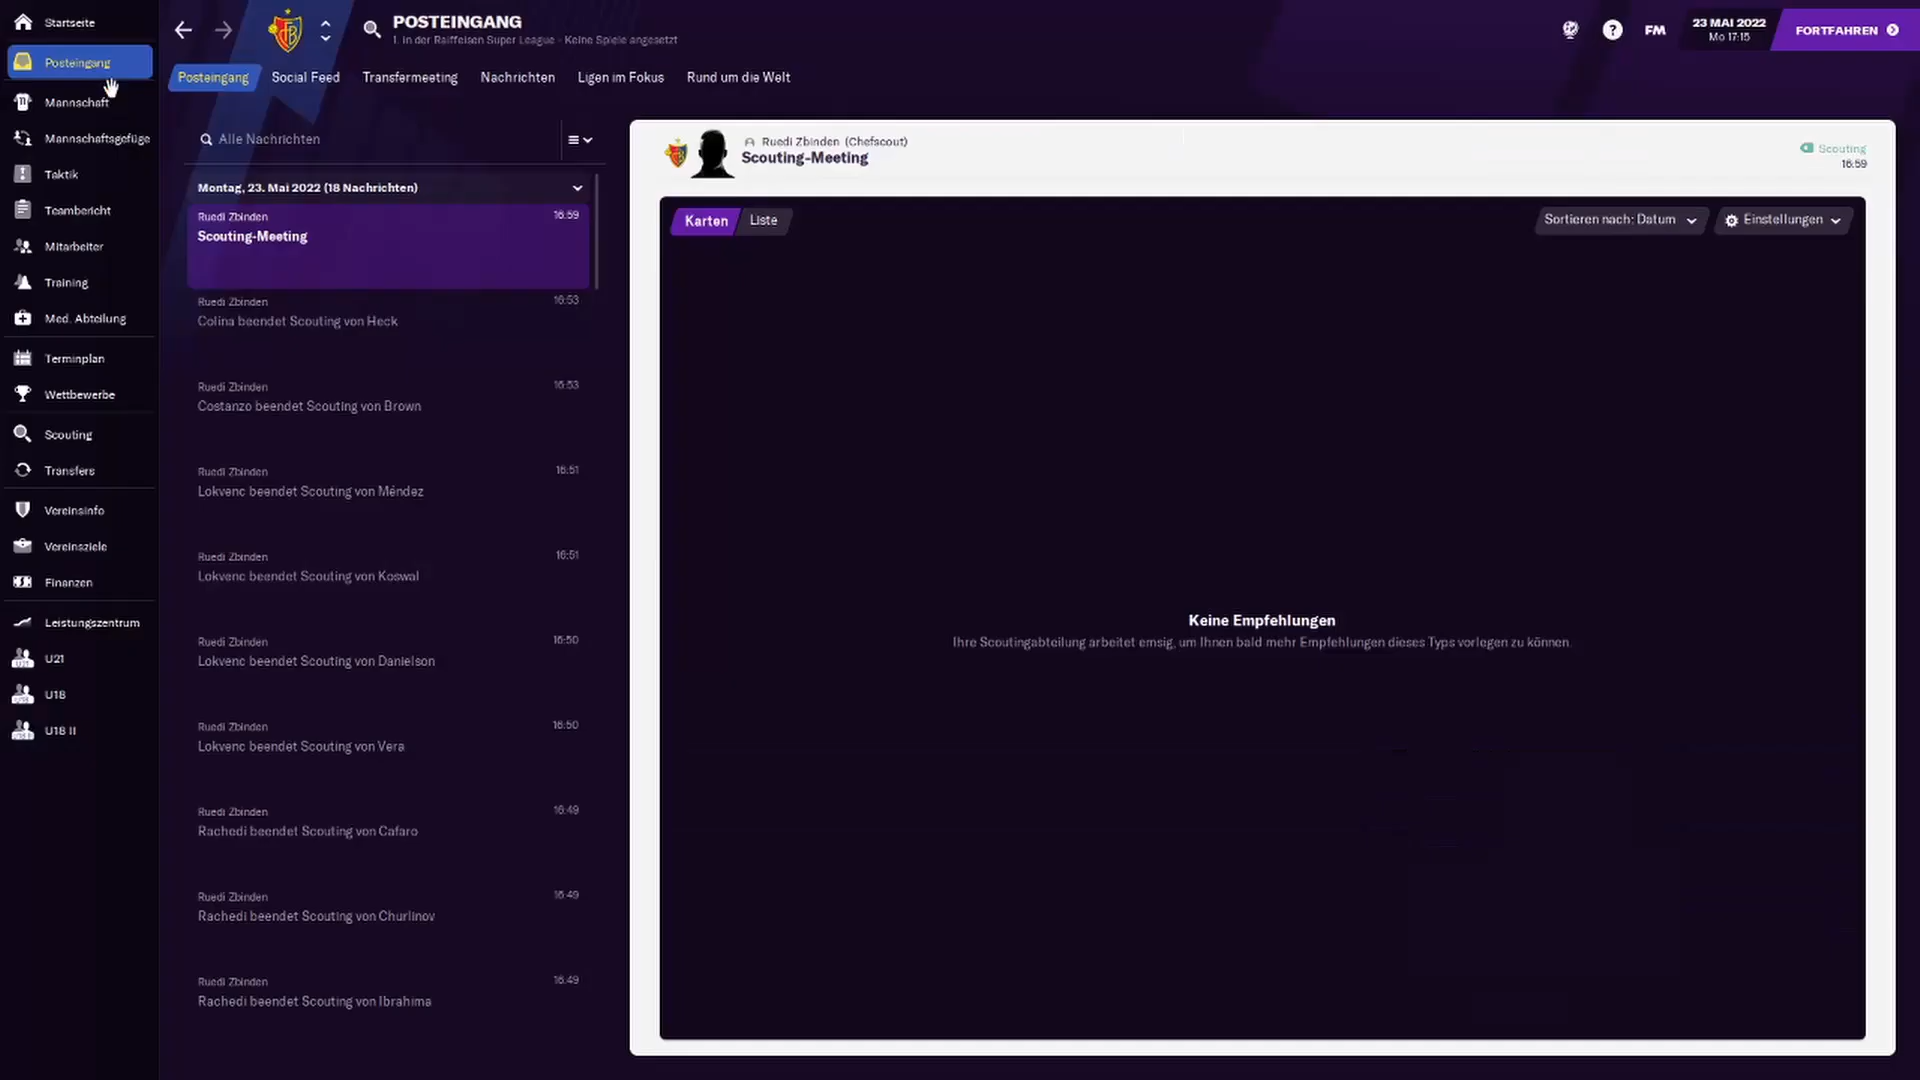 Startseite
Posteingang
Mannschaft
Mannschaftsgefüge
Taktik
Teambericht
Mitarbeiter
Training
Med. Abteilung
Terminplan
Wettbewerbe
Scouting
Transfers
Vereinsinfo
Vereinsziele
Finanzen
Leistungszentrum
U21
U18
U18 II
POSTEINGANG
1. in der Raiffeisen Super League - Keine Spiele angesetzt
FM
23 MAI 2022
Mo 17:15
FORTFAHREN
Posteingang Social Feed Transfermeeting Nachrichten Ligen im Fokus Rund um die Welt
Alle Nachrichten
Montag, 23. Mai 2022 (18 Nachrichten)
Ruedi Zbinden 16:59
Scouting-Meeting
Ruedi Zbinden 16:53
Colina beendet Scouting von Heck
Ruedi Zbinden 16:53
Costanzo beendet Scouting von Brown
Ruedi Zbinden 16:51
Lokvenc beendet Scouting von Méndez
Ruedi Zbinden 16:51
Lokvenc beendet Scouting von Koswal
Ruedi Zbinden 16:50
Lokvenc beendet Scouting von Danielson
Ruedi Zbinden 16:50
Lokvenc beendet Scouting von Vera
Ruedi Zbinden 16:49
Rachedi beendet Scouting von Cafaro
Ruedi Zbinden 16:49
Rachedi beendet Scouting von Churlinov
Ruedi Zbinden 16:49
Rachedi beendet Scouting von Ibrahima
Ruedi Zbinden (Chefscout)
Scouting-Meeting
Scouting
16:59
Karten Liste
Sortieren nach: Datum
Einstellungen
Keine Empfehlungen
Ihre Scoutingabteilung arbeitet emsig, um Ihnen bald mehr Empfehlungen dieses Typs vorlegen zu können.